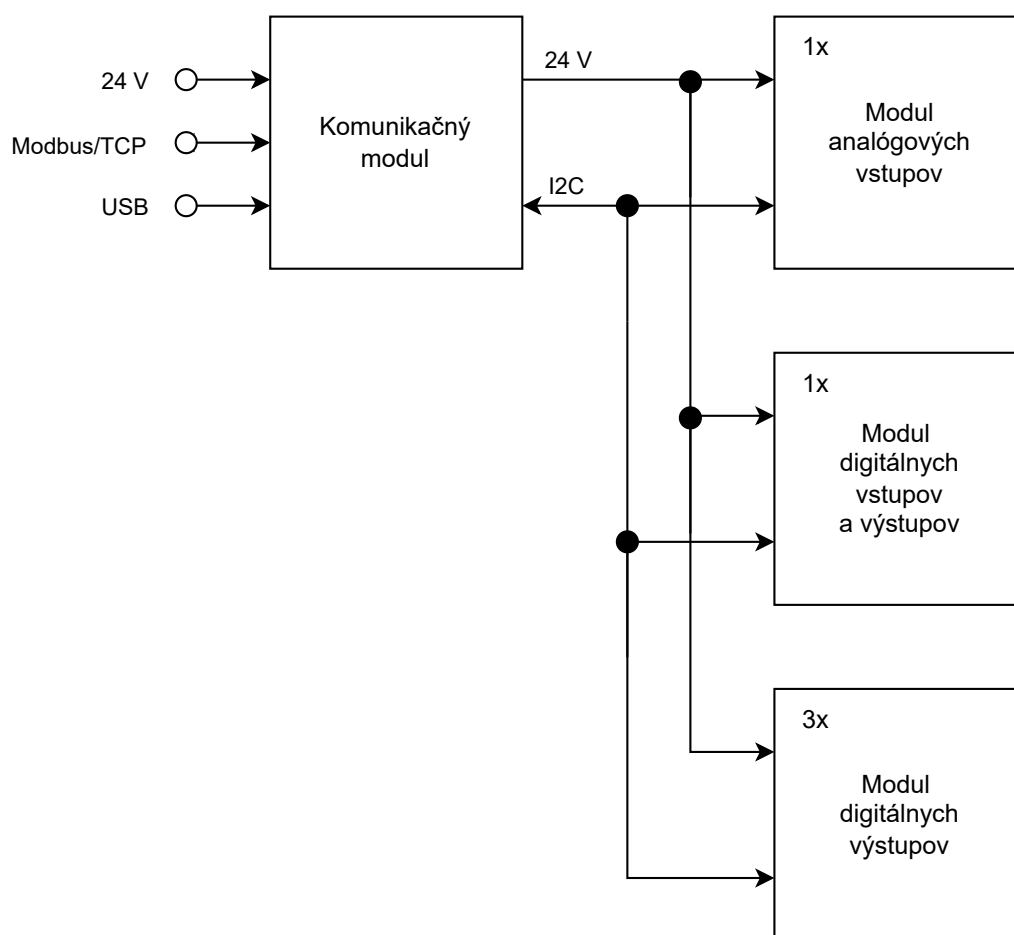 24 V
Modbus/TCP
USB
Komunikačný
modul
24 V
I2C
1x
Modul
analógových
vstupov
1x
Modul
digitálnych
vstupov
a výstupov
3x
Modul
digitálnych
výstupov